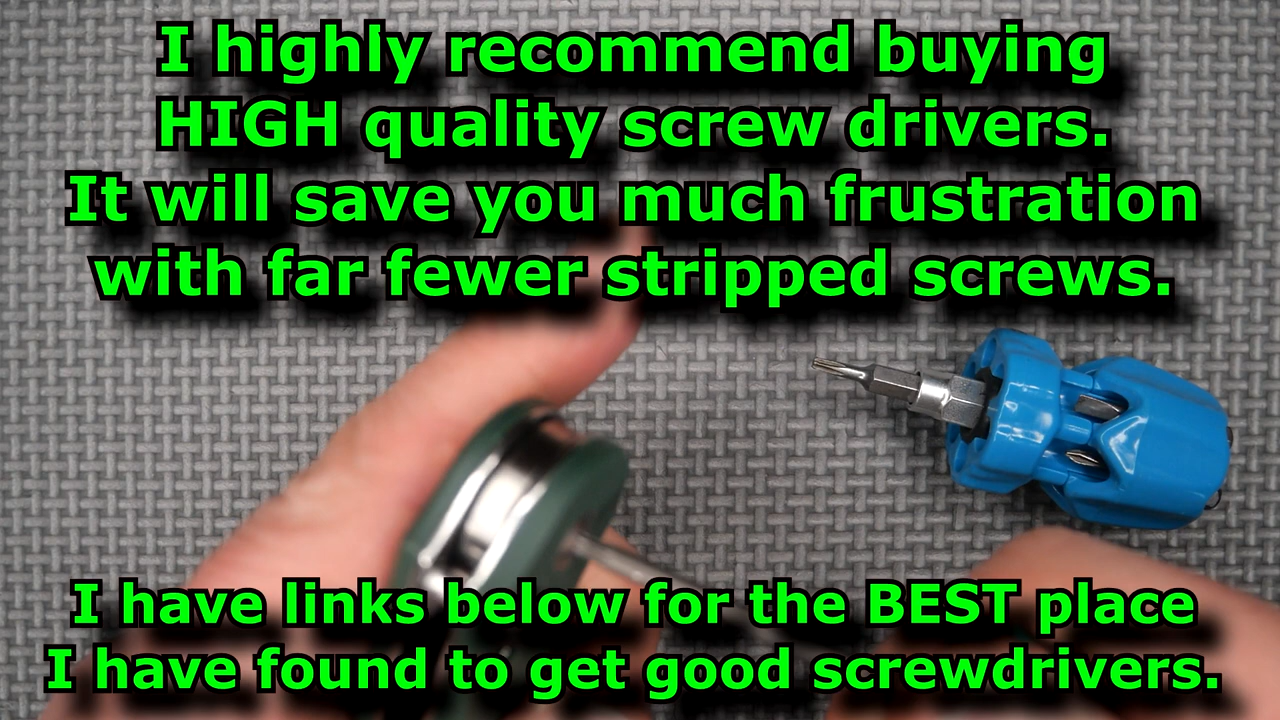 I highly recommend buying
HIGH quality screw drivers.
It will save you much frustration
with far fewer stripped screws.
I have links below for the BEST place
I have found to get good screwdrivers.